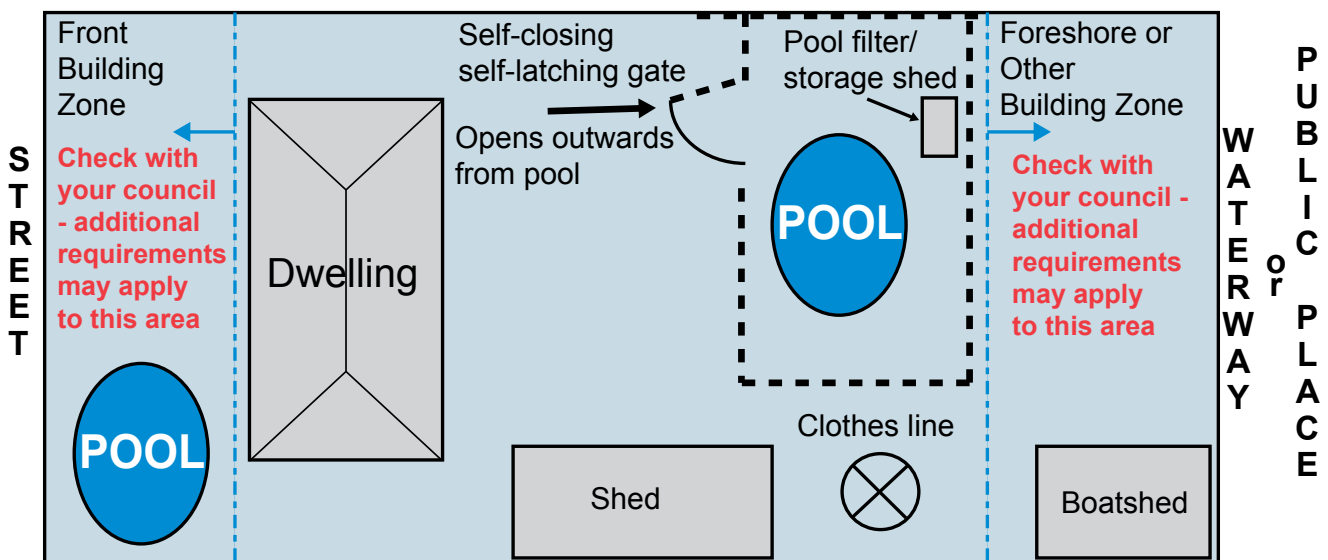 STREET
Front
Building
Zone
Check with
your council
- additional
requirements
may apply
to this area
POOL
Dwelling
Self-closing
self-latching gate
Opens outwards
from pool
Pool filter/
storage shed
POOL
Clothes line
Shed
Foreshore or
Other
Building Zone
Check with
your council -
additional
requirements
may apply
to this area
Boatshed
WATERWAY
or
PUBLIC PLACE